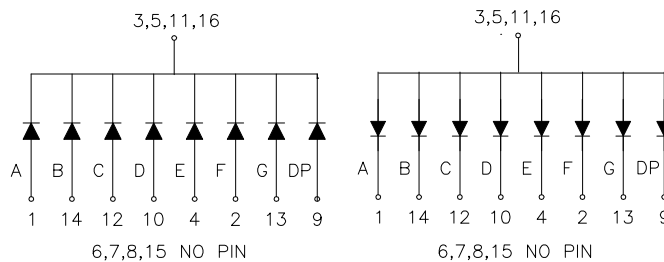 3,5,11,16
A B C D E F G DP
1 14 12 10 4 2 13 9
6,7,8,15 NO PIN
3,5,11,16
A B C D E F G DP
1 14 12 10 4 2 13 9
6,7,8,15 NO PIN